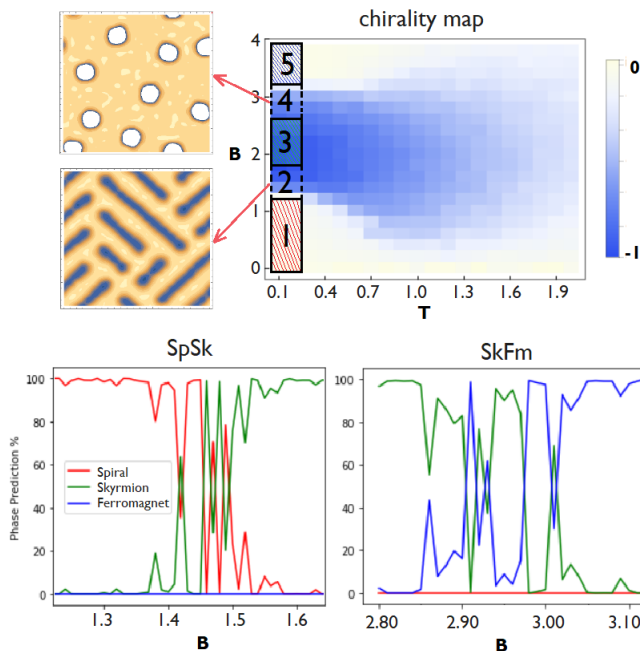 chirality map
4
3
B
2
1
0
5
4
3
2
1
0.1 0.4 0.7 1.0 1.3 1.6 1.9
T
0
-1
SpSk
SkFm
Phase Prediction %
100
80
60
40
20
0
Spiral
Skyrmion
Ferromagnet
1.3 1.4 1.5 1.6
B
100
80
60
40
20
0
2.80 2.90 3.00 3.10
B